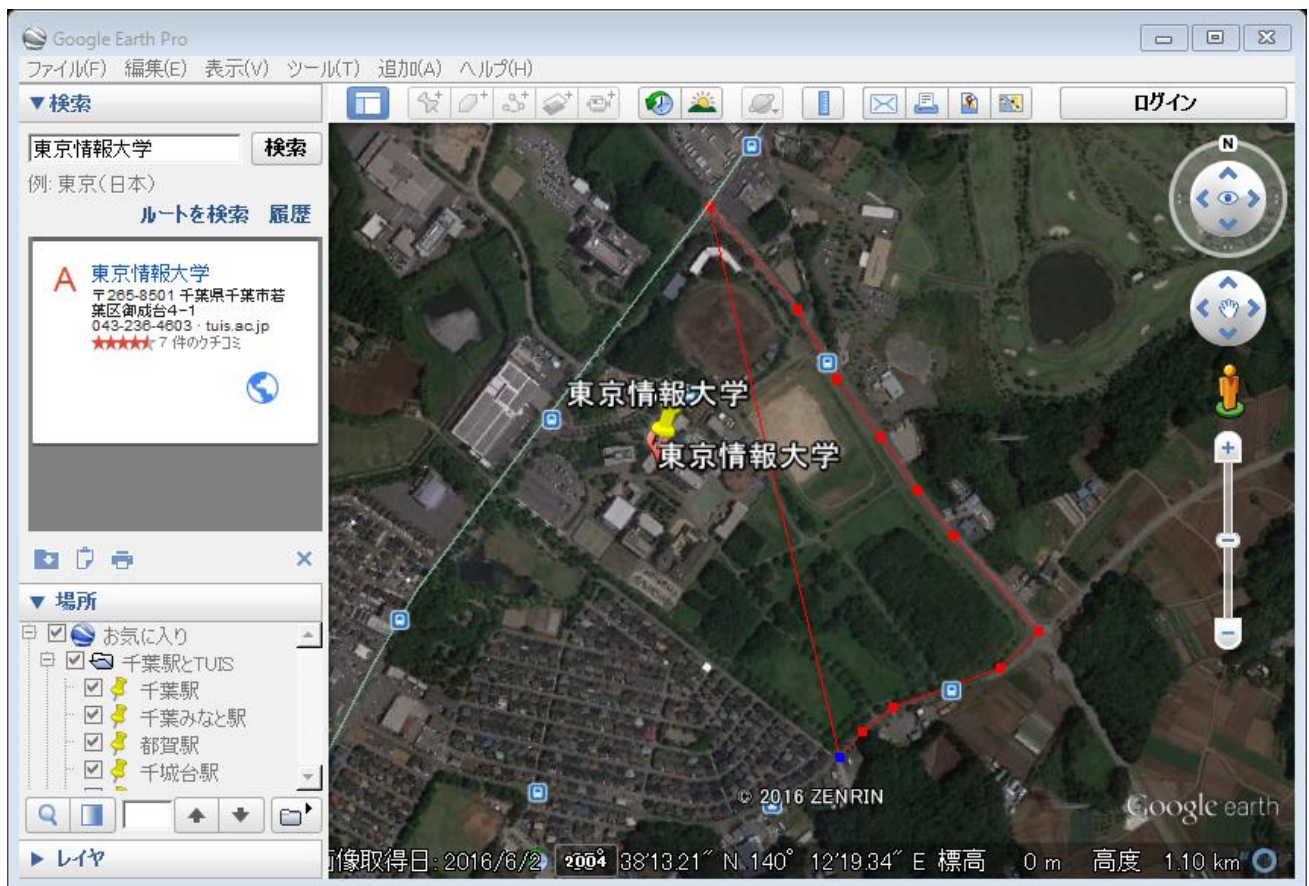 Google Earth Pro
ファイル(F) 編集(E) 表示(V) ツール(T) 追加(A) ヘルプ(H)
▼検索
ログイン
東京情報大学 検索
例: 東京(日本)
ルートを検索 履歴
A 東京情報大学
〒265-8501 千葉県千葉市若
葉区御成台4-1
043-236-4603 · tuis.ac.jp
7 件のクチコミ
N
東京情報大学
東京情報大学
▼ 場所
お気に入り
千葉駅とTUIS
千葉駅
千葉みなと駅
都賀駅
千城台駅
▶ レイヤ
© 2016 ZENRIN
Google earth
像取得日: 2016/6/2 2004 38'13.21" N 140° 12'19.34" E 標高 0 m 高度 1.10 km